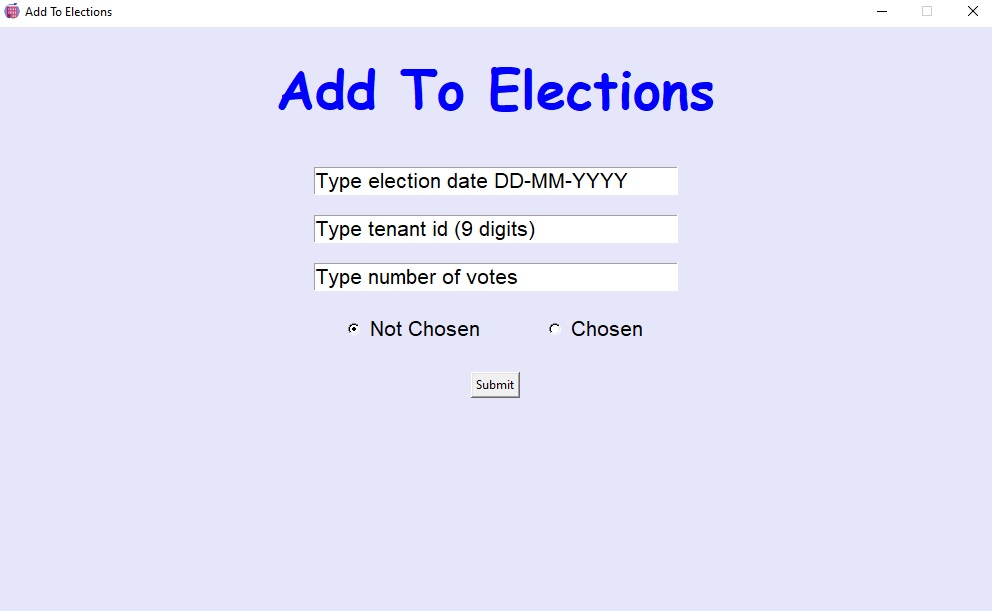 Add To Elections
Add To Elections
Type election date DD-MM-YYYY
Type tenant id (9 digits)
Type number of votes
Not Chosen Chosen
Submit